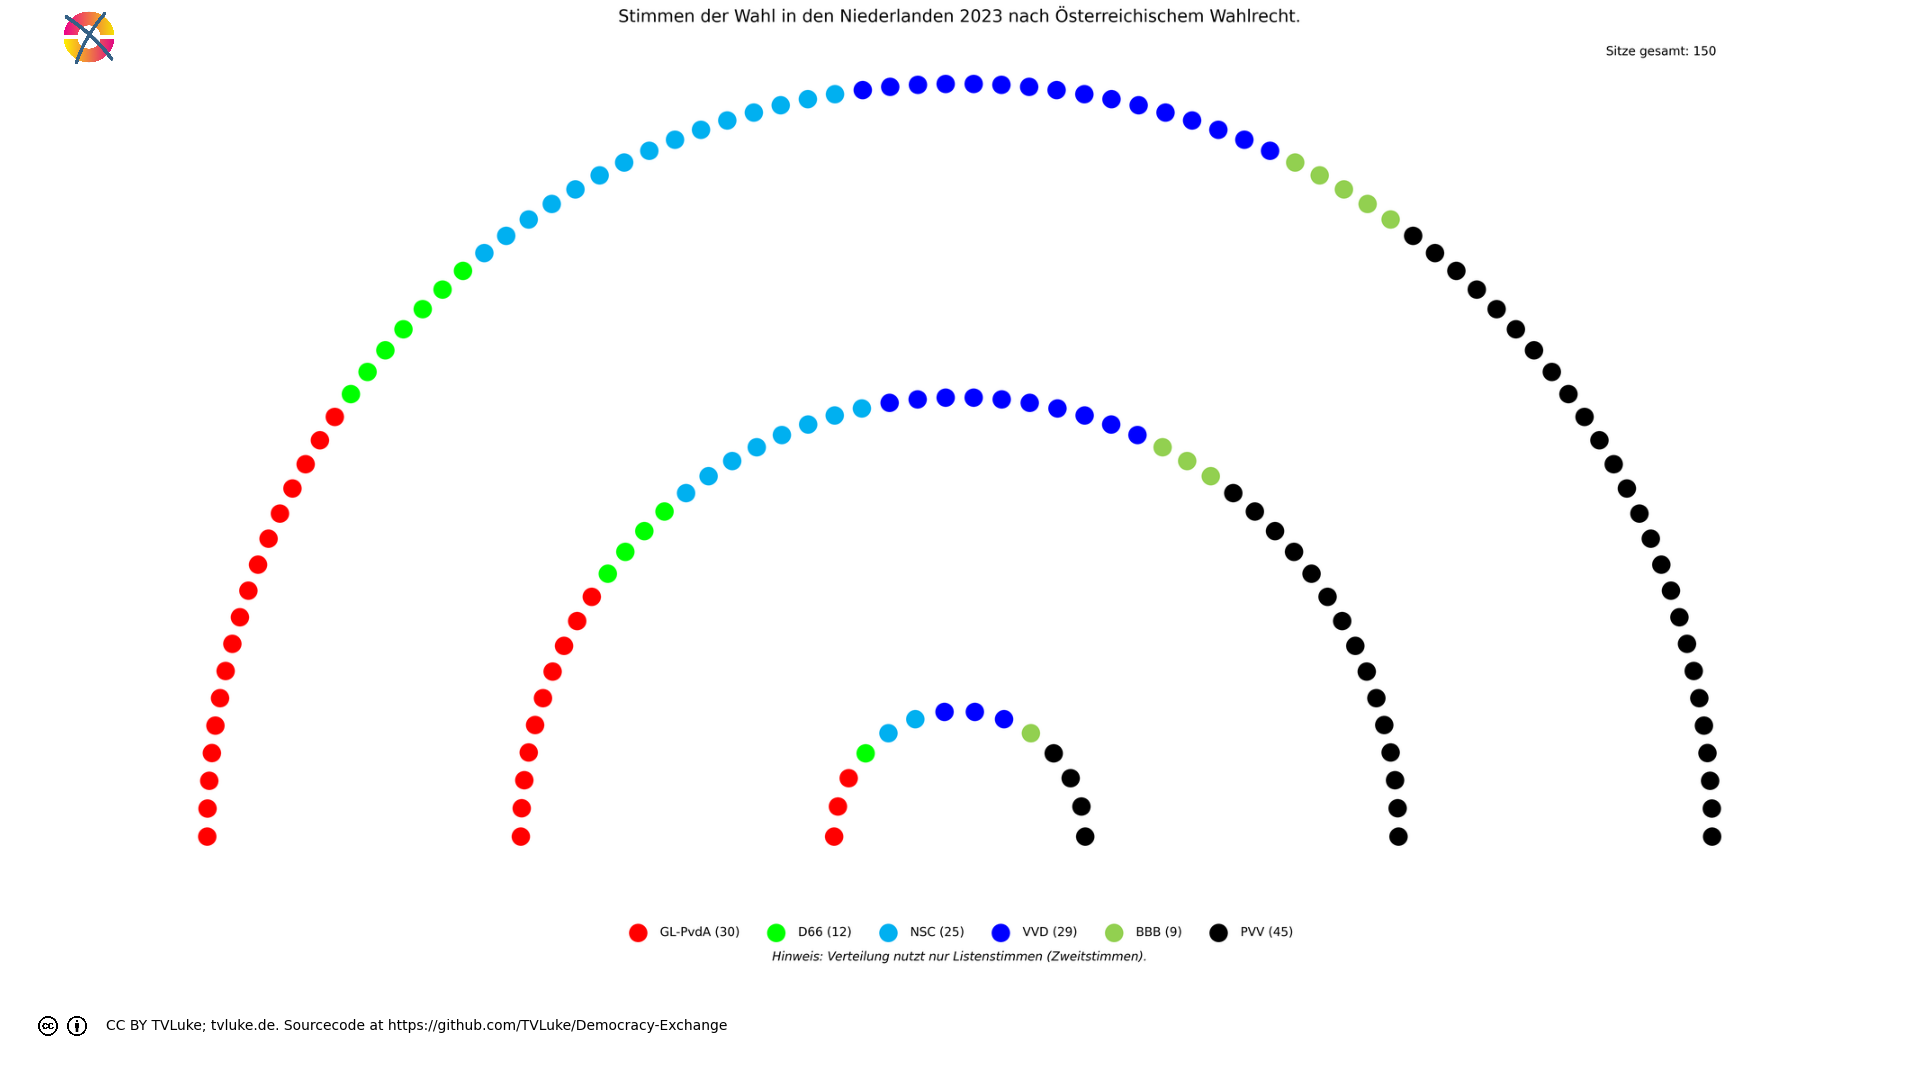 Stimmen der Wahl in den Niederlanden 2023 nach Österreichischem Wahlrecht.
Sitze gesamt: 150
GL-PvdA (30) D66 (12) NSC (25) VVD (29) BBB (9) PVV (45)
Hinweis: Verteilung nutzt nur Listenstimmen (Zweitstimmen).
cc CC BY TVLuke; tvluke.de. Sourcecode at https://github.com/TVLuke/Democracy-Exchange